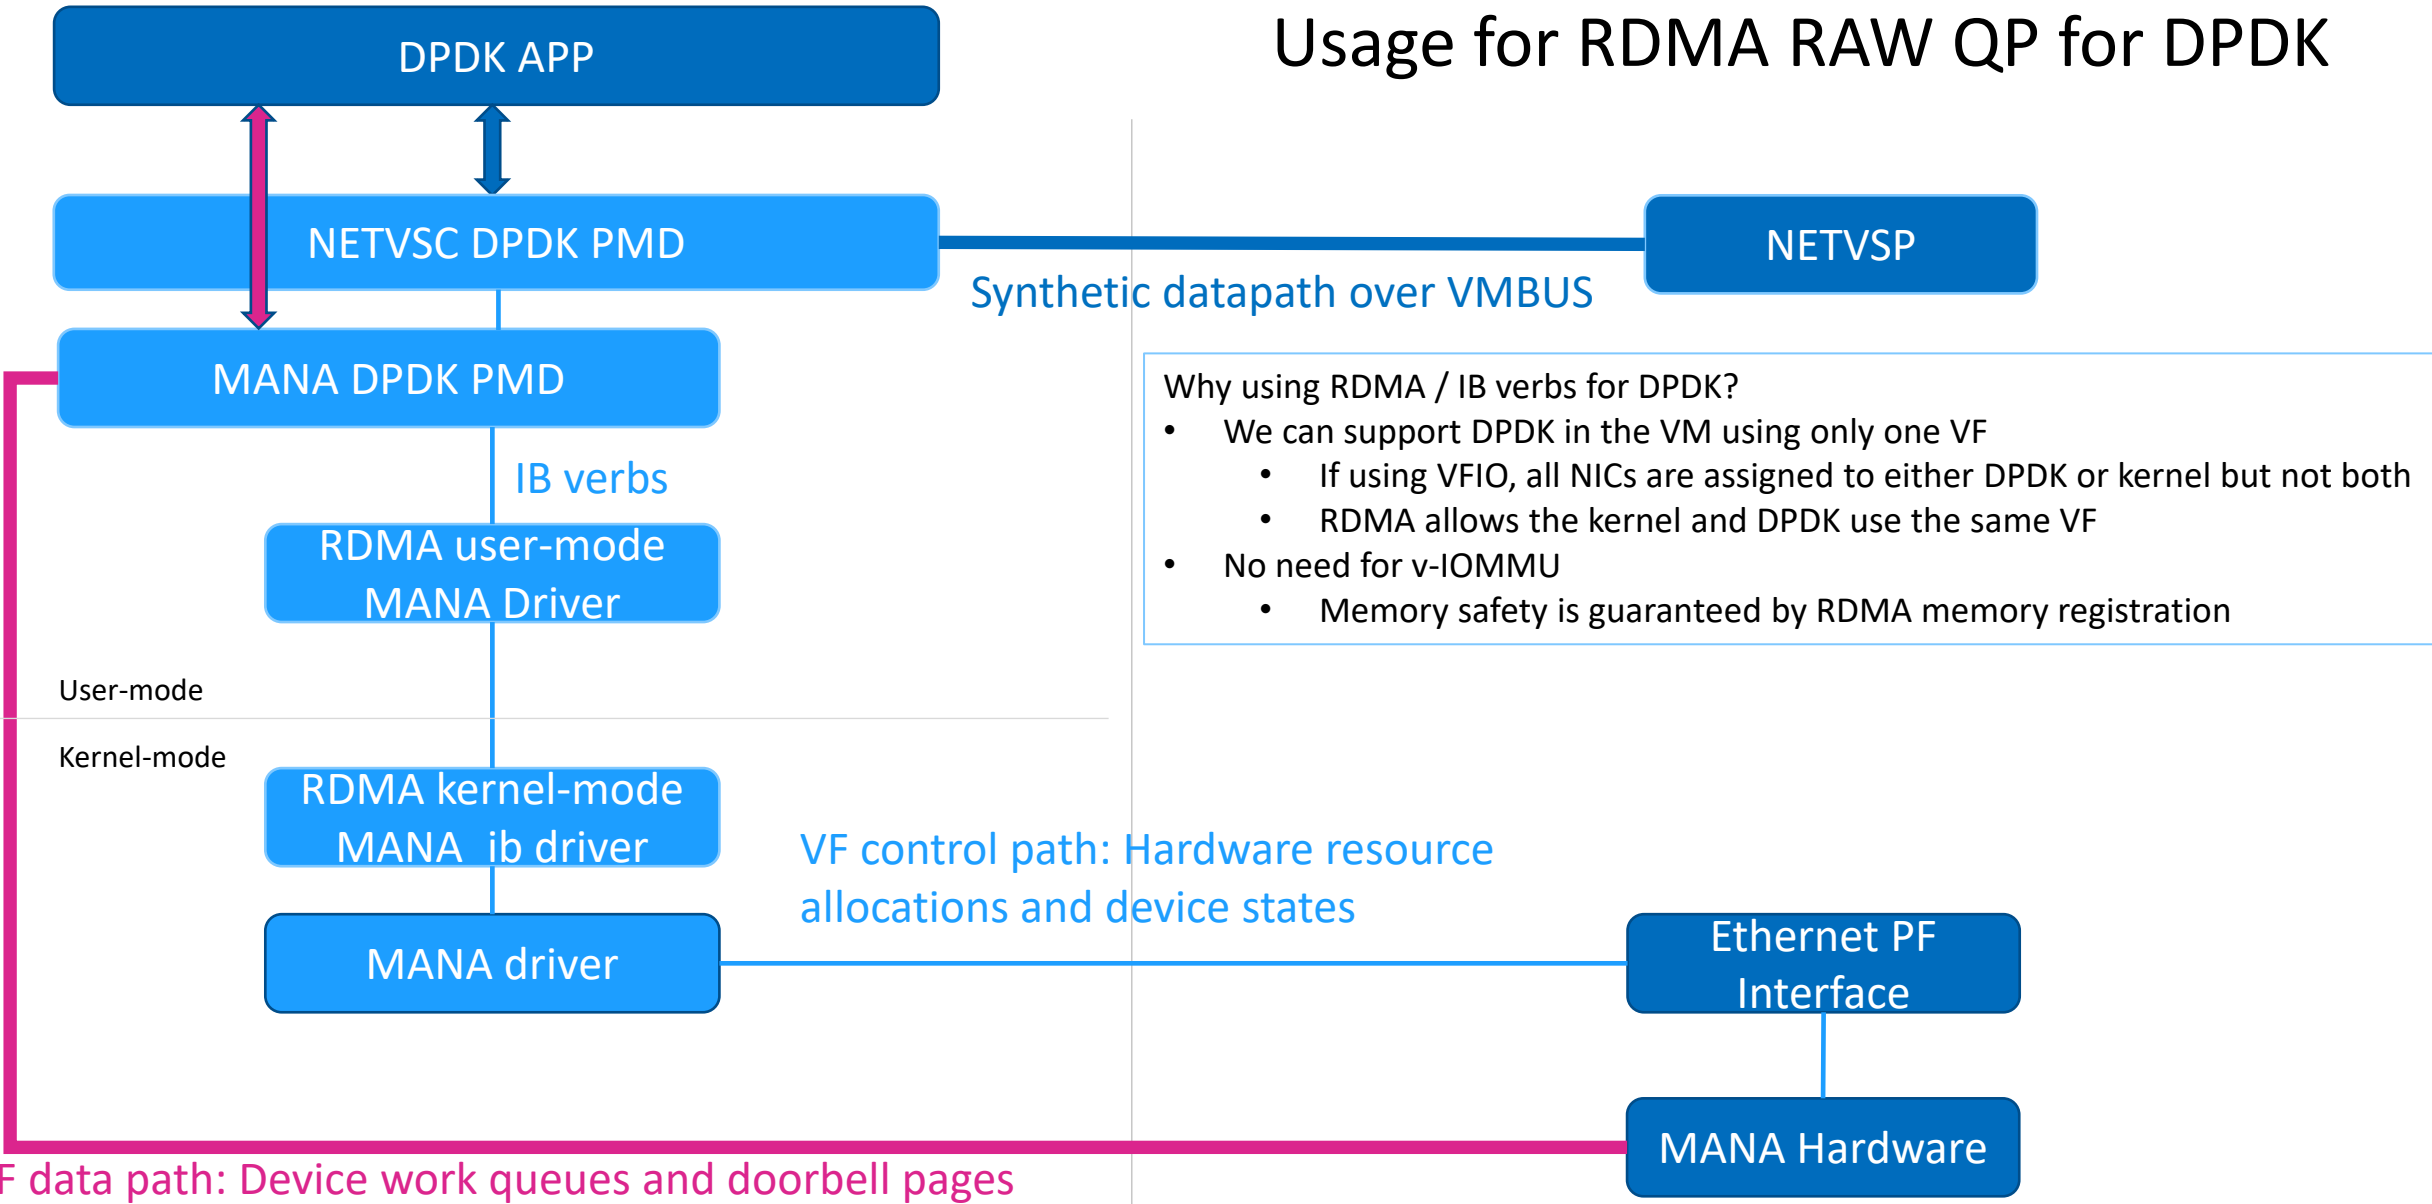 Usage for RDMA RAW QP for DPDK
DPDK APP
NETVSC DPDK PMD
NETVSP
Synthetic datapath over VMBUS
MANA DPDK PMD
Why using RDMA / IB verbs for DPDK?
• We can support DPDK in the VM using only one VF
• If using VFIO, all NICs are assigned to either DPDK or kernel but not both
• RDMA allows the kernel and DPDK use the same VF
• No need for v-IOMMU
• Memory safety is guaranteed by RDMA memory registration
IB verbs
RDMA user-mode
MANA Driver
User-mode
Kernel-mode
RDMA kernel-mode
MANA_ib driver
VF control path: Hardware resource
allocations and device states
MANA driver
Ethernet PF
Interface
MANA Hardware
F data path: Device work queues and doorbell pages